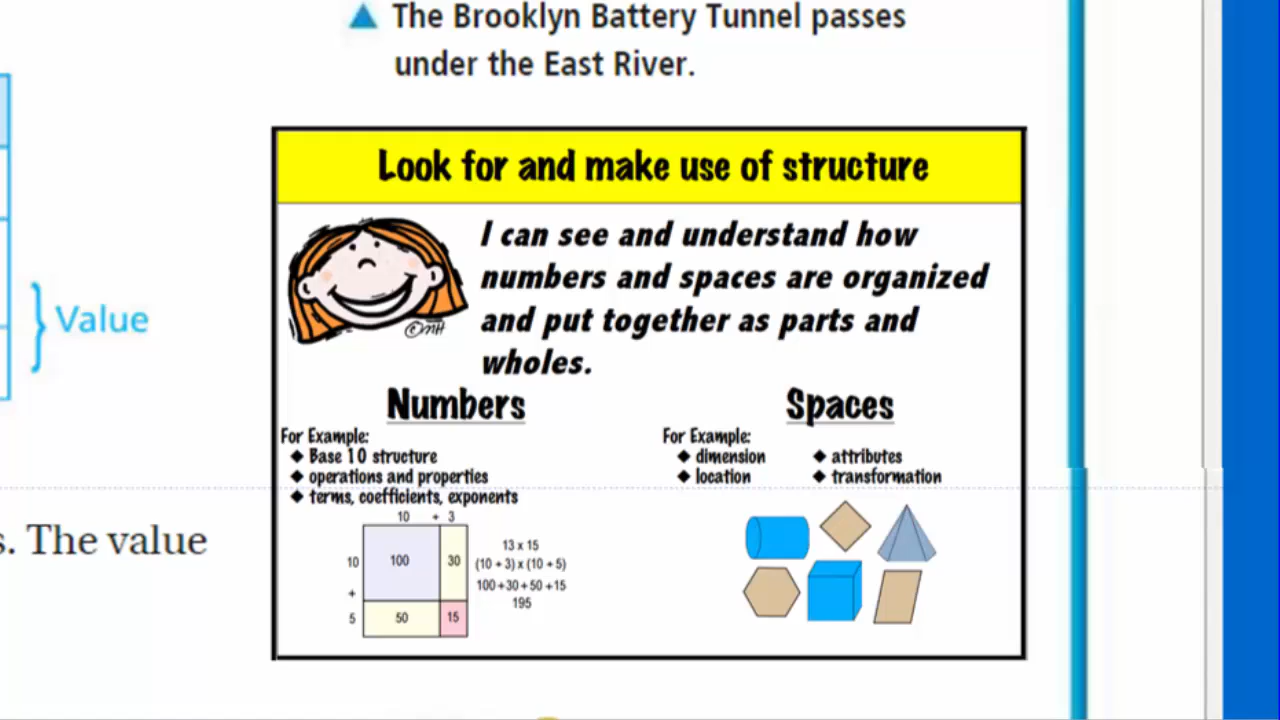 The Brooklyn Battery Tunnel passes
under the East River.
Look for and make use of structure
I can see and understand how
numbers and spaces are organized
and put together as parts and
wholes.
©MH
Value
Numbers
For Example:
◆ Base 10 structure
◆ operations and properties
◆ terms, coefficients, exponents
10 + 3
10 100 30
+
5 50 15
13 x 15
(10 + 3) x (10 + 5)
100 + 30 + 50 + 15
195
Spaces
For Example:
◆ dimension ◆ attributes
◆ location ◆ transformation
s. The value